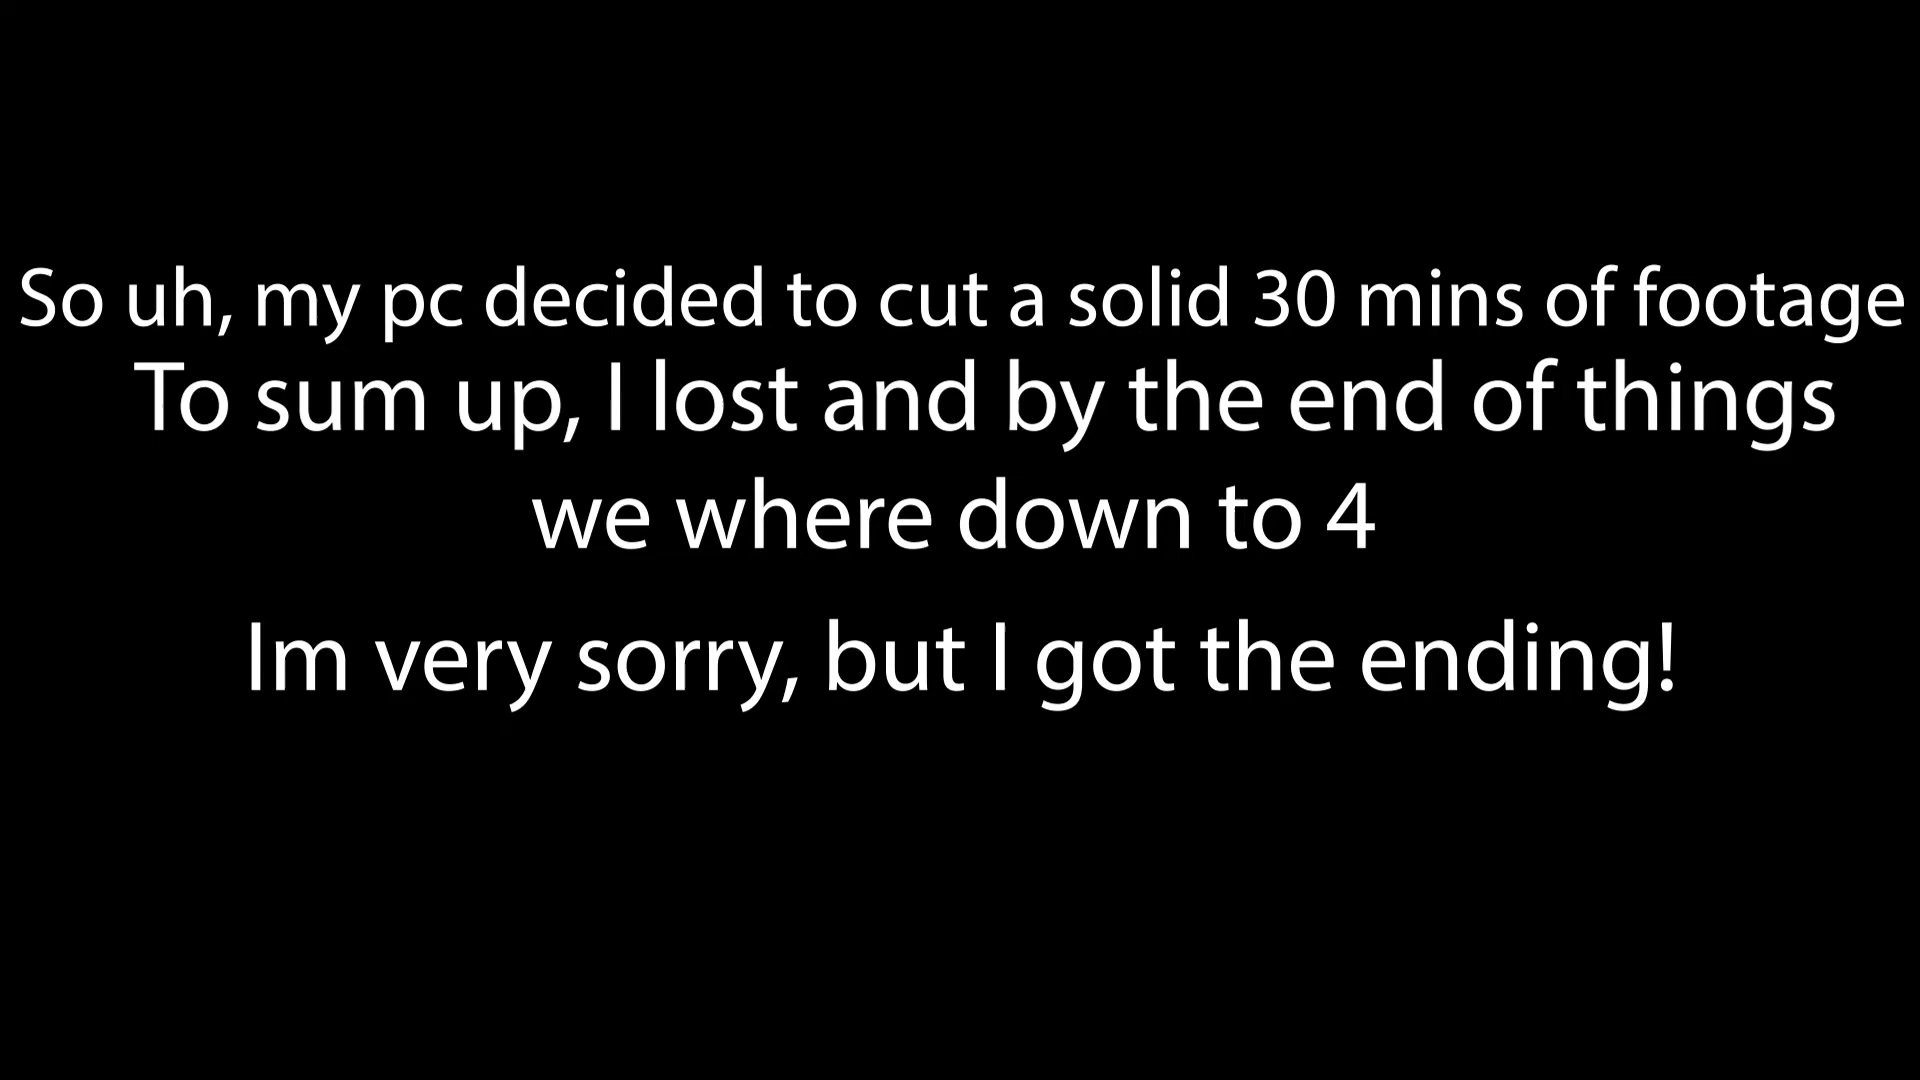 So uh, my pc decided to cut a solid 30 mins of footage
To sum up, I lost and by the end of things
we where down to 4
Im very sorry, but I got the ending!